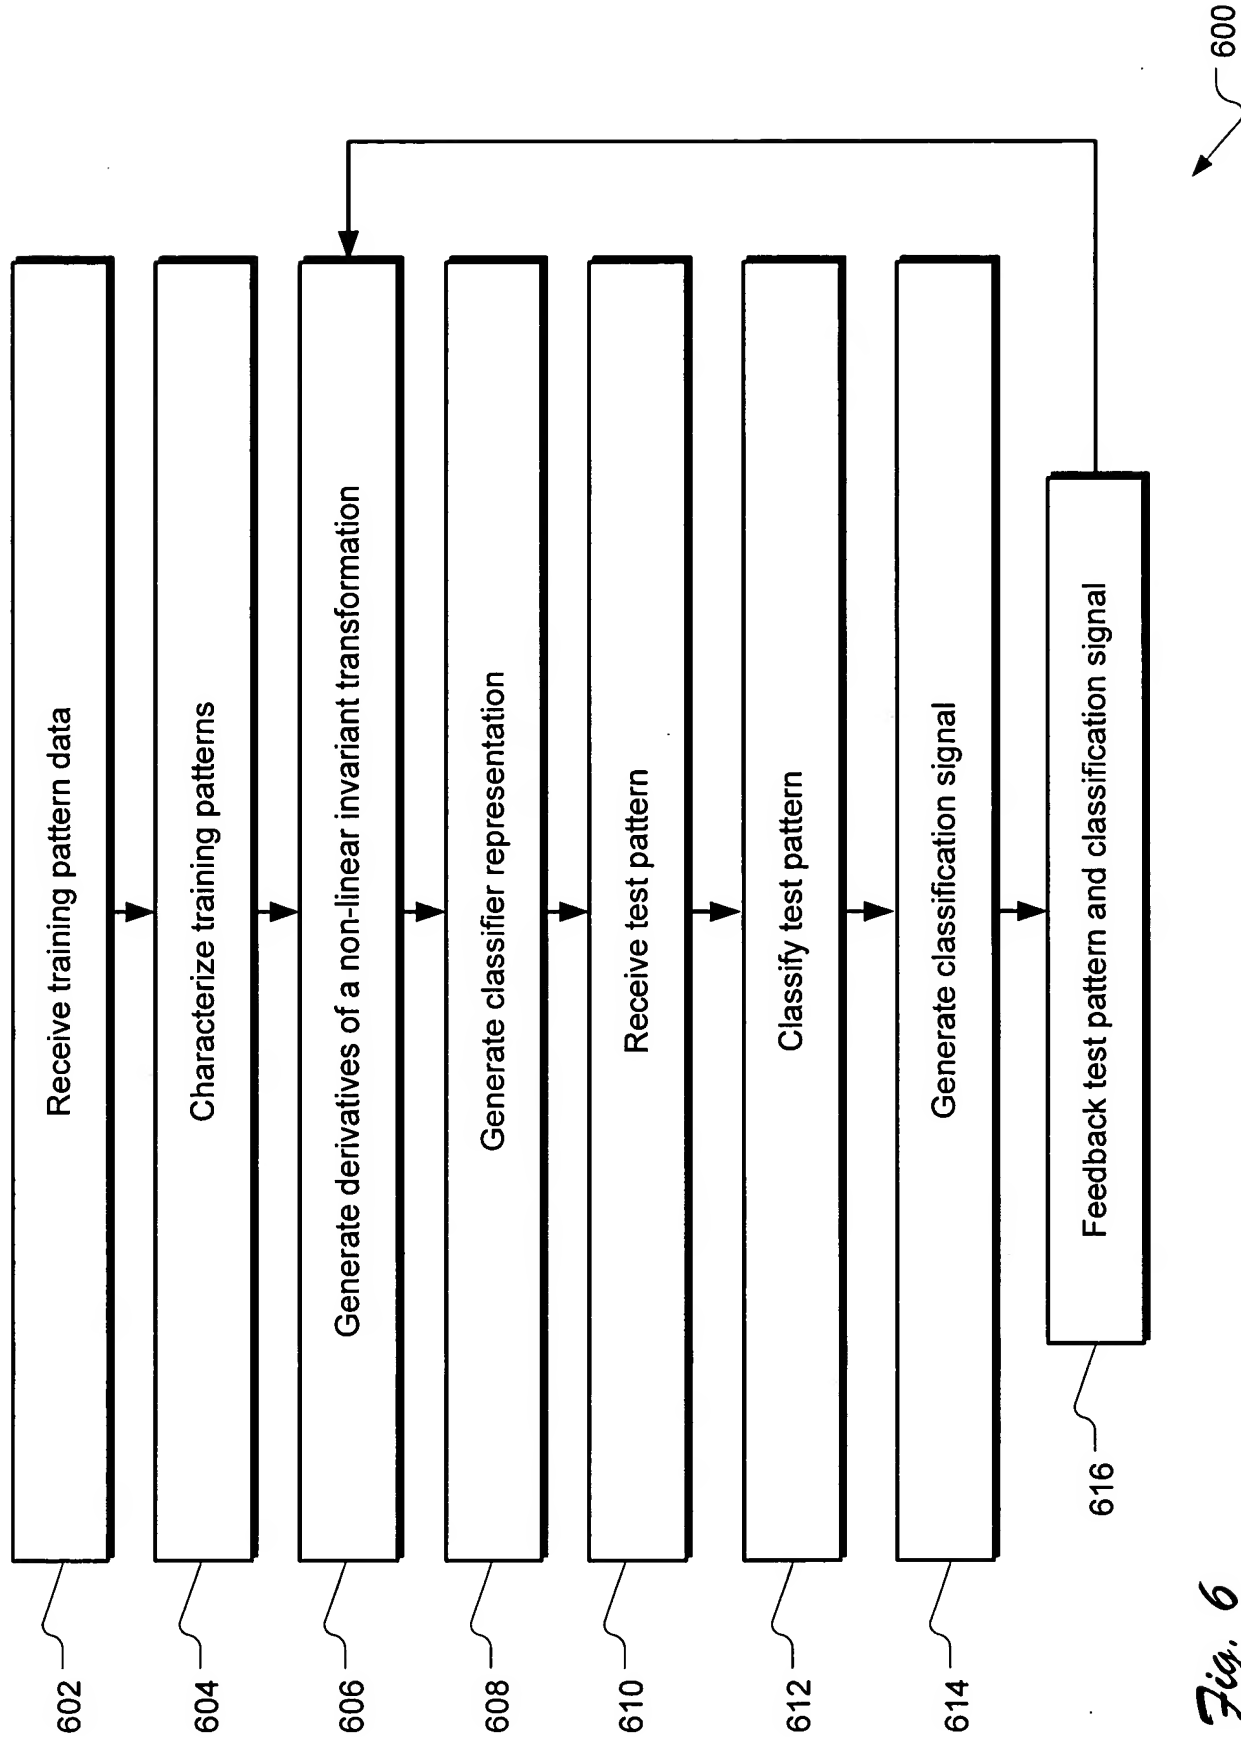 602
Receive training pattern data
604
Characterize training patterns
606
Generate derivatives of a non-linear invariant transformation
608
Generate classifier representation
610
Receive test pattern
612
Classify test pattern
614
Generate classification signal
616
Feedback test pattern and classification signal
600
Fig. 6